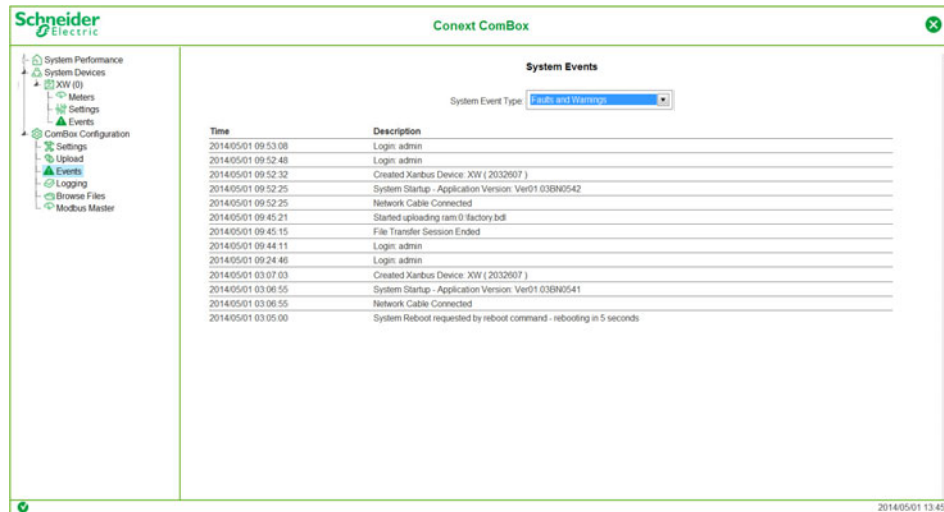 Schneider
Electric
Conext ComBox
System Performance
System Devices
XW (0)
Meters
Settings
Events
ComBox Configuration
Settings
Upload
Events
Logging
Browse Files
Modbus Master
System Events
System Event Type: Faults and Warnings
Time Description
2014/05/01 09:53:08 Login: admin
2014/05/01 09:52:48 Login: admin
2014/05/01 09:52:32 Created Xanbus Device: XW ( 2032607 )
2014/05/01 09:52:25 System Startup - Application Version: Ver01.03BN0542
2014/05/01 09:52:25 Network Cable Connected
2014/05/01 09:45:21 Started uploading ram:0 \factory.bdl
2014/05/01 09:45:15 File Transfer Session Ended
2014/05/01 09:44:11 Login: admin
2014/05/01 09:24:46 Login: admin
2014/05/01 03:07:03 Created Xanbus Device: XW ( 2032607 )
2014/05/01 03:06:55 System Startup - Application Version: Ver01.03BN0541
2014/05/01 03:06:55 Network Cable Connected
2014/05/01 03:05:00 System Reboot requested by reboot command - rebooting in 5 seconds
2014/05/01 13:45